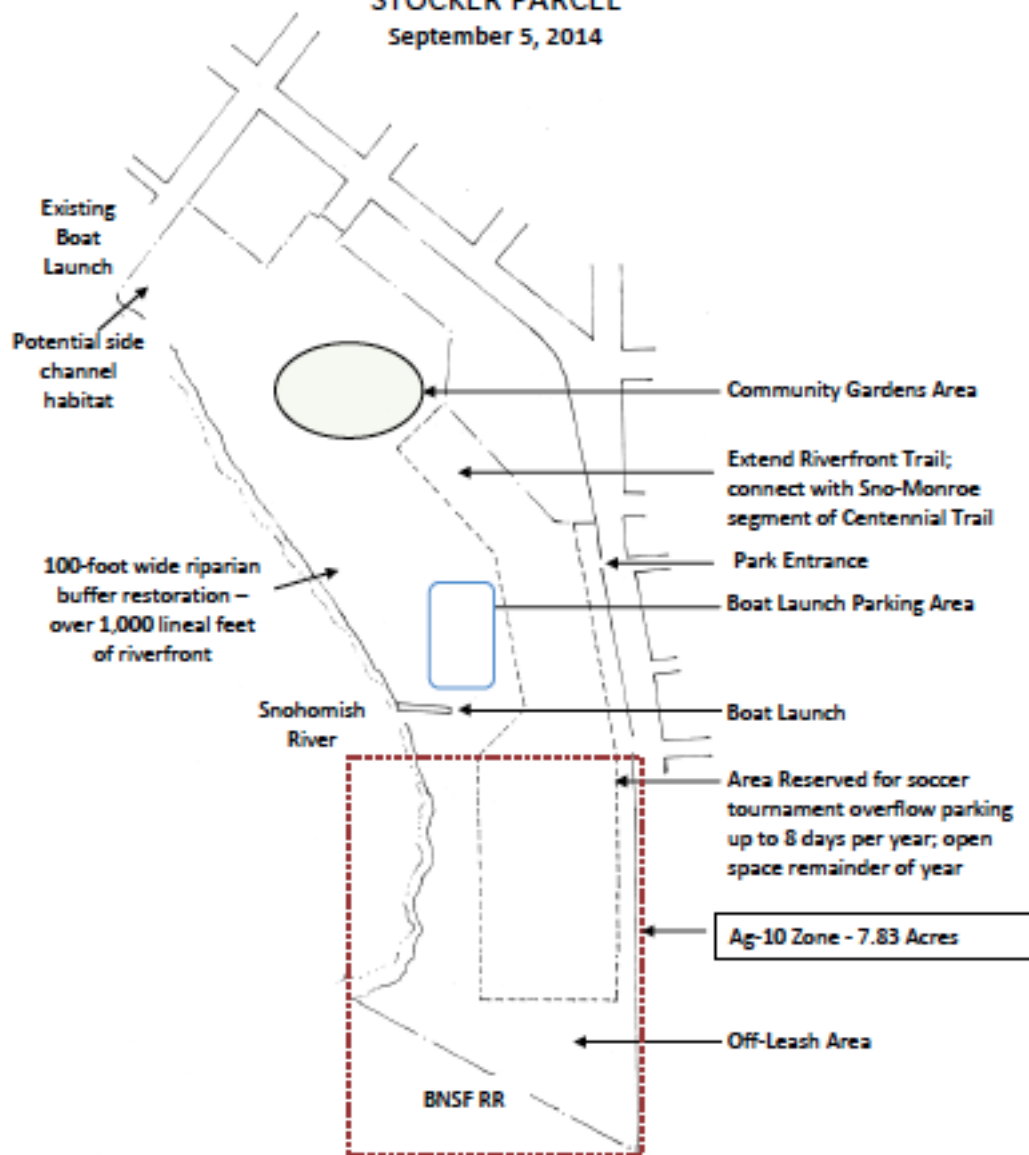 STOCKER PARCEL
September 5, 2014
Existing
Boat
Launch
Potential side
channel
habitat
Community Gardens Area
Extend Riverfront Trail;
connect with Sno-Monroe
segment of Centennial Trail
Park Entrance
100-foot wide riparian
buffer restoration –
over 1,000 lineal feet
of riverfront
Boat Launch Parking Area
Snohomish
River
Boat Launch
Area Reserved for soccer
tournament overflow parking
up to 8 days per year; open
space remainder of year
Ag-10 Zone - 7.83 Acres
Off-Leash Area
BNSF RR